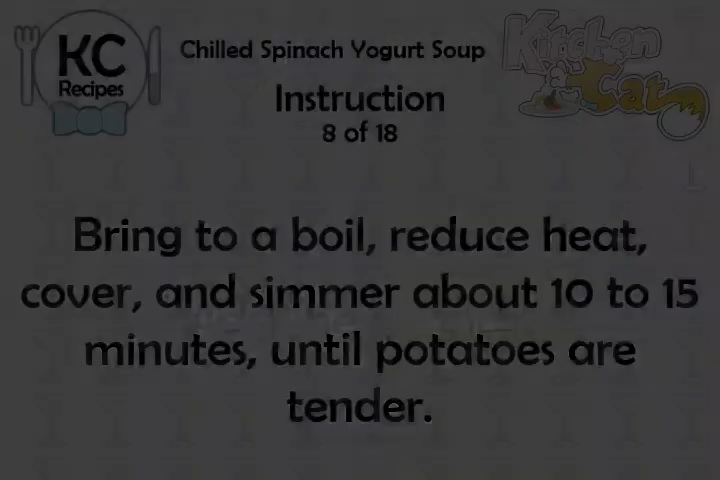 KC
Recipes
Chilled Spinach Yogurt Soup
Kitchen
Cat
Instruction
8 of 18
Bring to a boil, reduce heat,
cover, and simmer about 10 to 15
minutes, until potatoes are
tender.